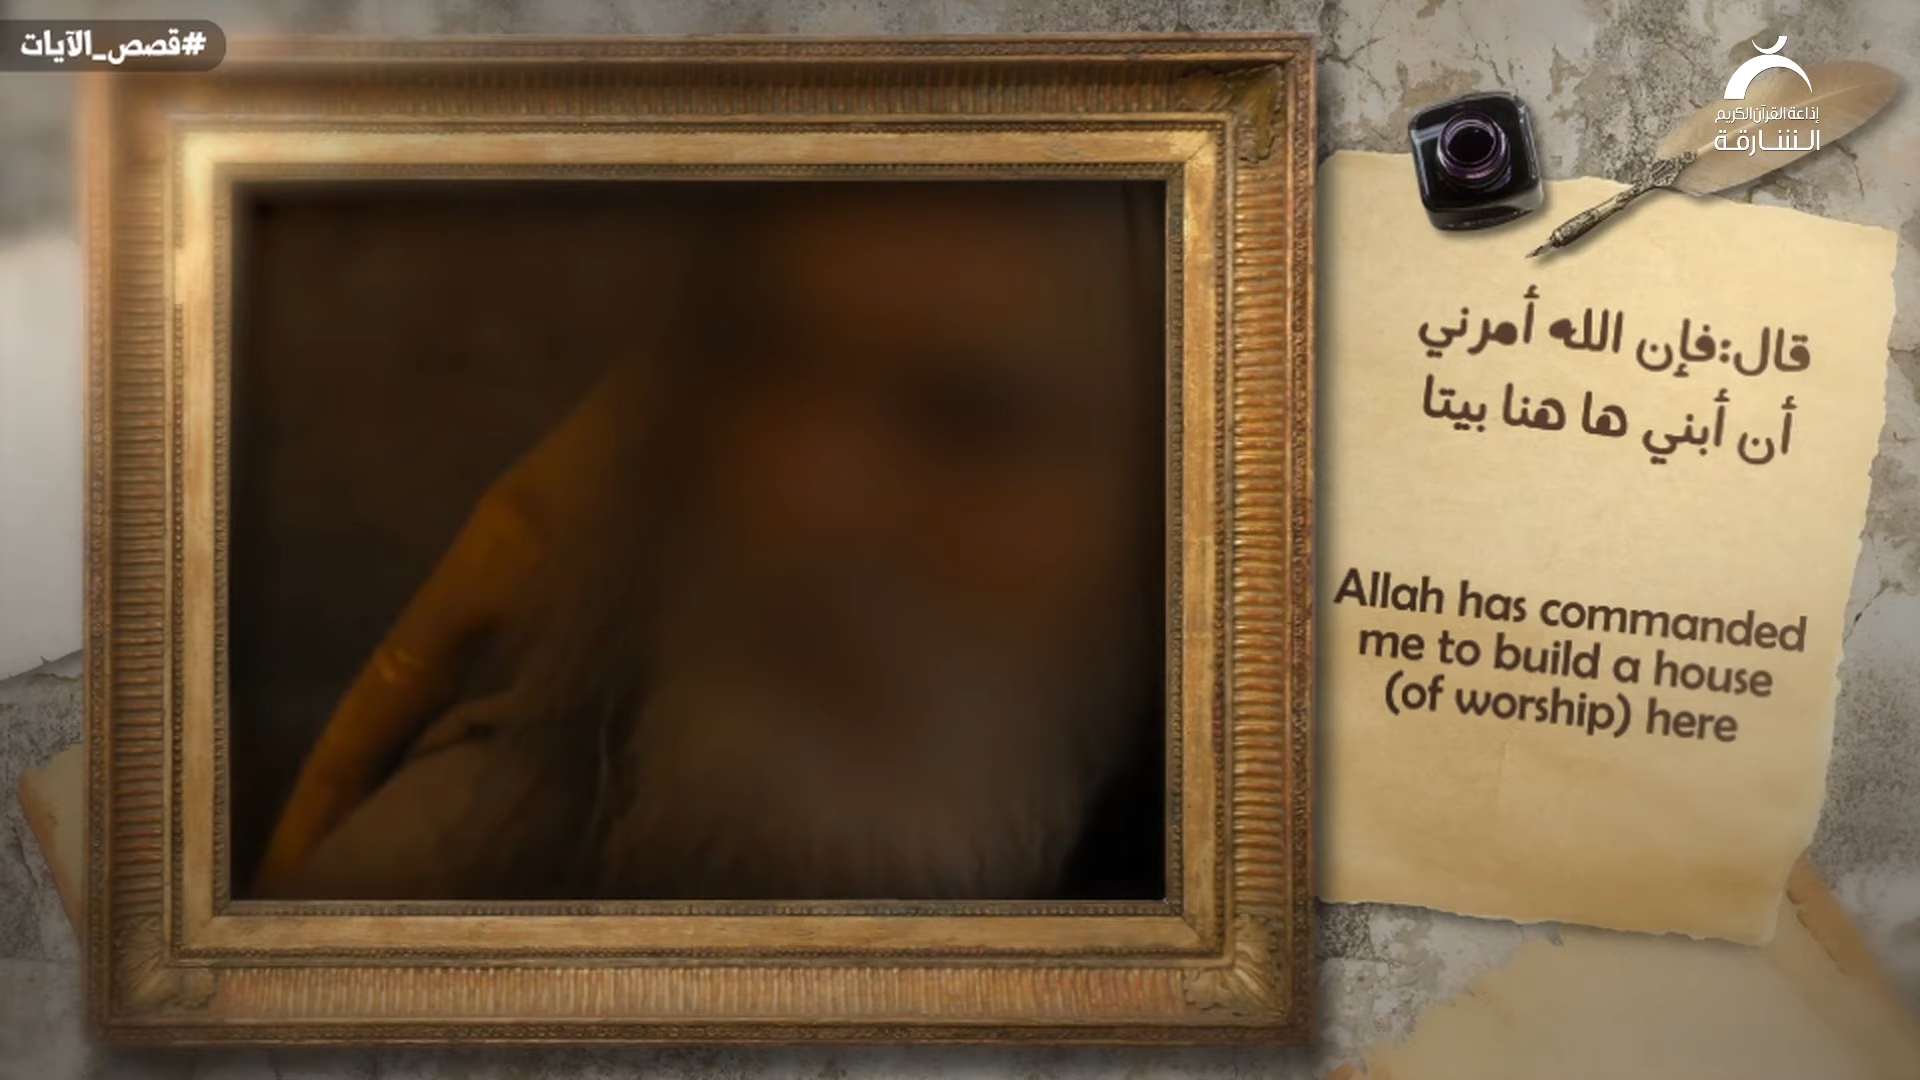 #قصص_الآيات
إذاعة القرآن الكريم
الشارقة
قال:فإن الله أمرني
أن أبني ها هنا بيتا
Allah has commanded
me to build a house
(of worship) here